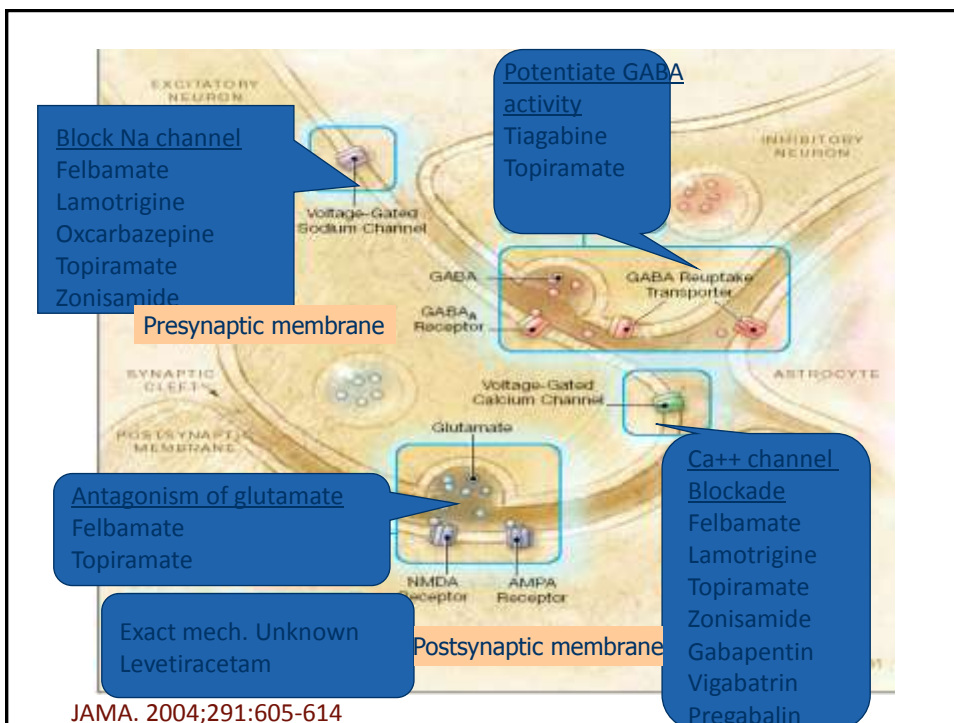 EXCITATORY
NEURON
Block Na channel
Felbamate
Lamotrigine
Oxcarbazepine
Topiramate
Zonisamide
Potentiate GABA
activity
Tiagabine
Topiramate
INHIBITORY
NEURON
Voltage-Gated
Sodium Channel
GABA
GABAA
Receptor
GABA Reuptake
Transporter
Presynaptic membrane
SYNAPTIC
CLEFT
POSTSYNAPTIC
MEMBRANE
ASTROCYTE
Voltage-Gated
Calcium Channel
Glutamate
Antagonism of glutamate
Felbamate
Topiramate
NMDA
Receptor
AMPA
Receptor
Ca++ channel
Blockade
Felbamate
Lamotrigine
Topiramate
Zonisamide
Gabapentin
Vigabatrin
Pregabalin
Exact mech. Unknown
Levetiracetam
Postsynaptic membrane
JAMA. 2004;291:605-614